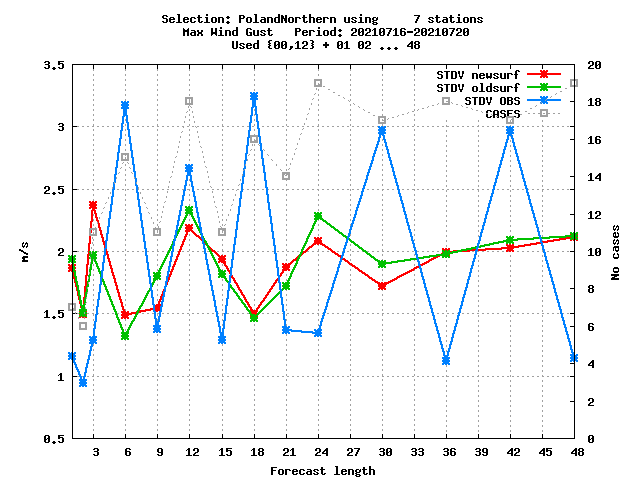 Selection: PolandNorthern using 7 stations
Max Wind Gust Period: 20210716-20210720
Used {00,12} + 01 02 ... 48
STDV newsurf
STDV oldsurf
STDV OBS
CASES
3.5
3
2.5
2
1.5
1
0.5
m/s
20
18
16
14
12
10
8
6
4
2
0
No cases
3 6 9 12 15 18 21 24 27 30 33 36 39 42 45 48
Forecast length